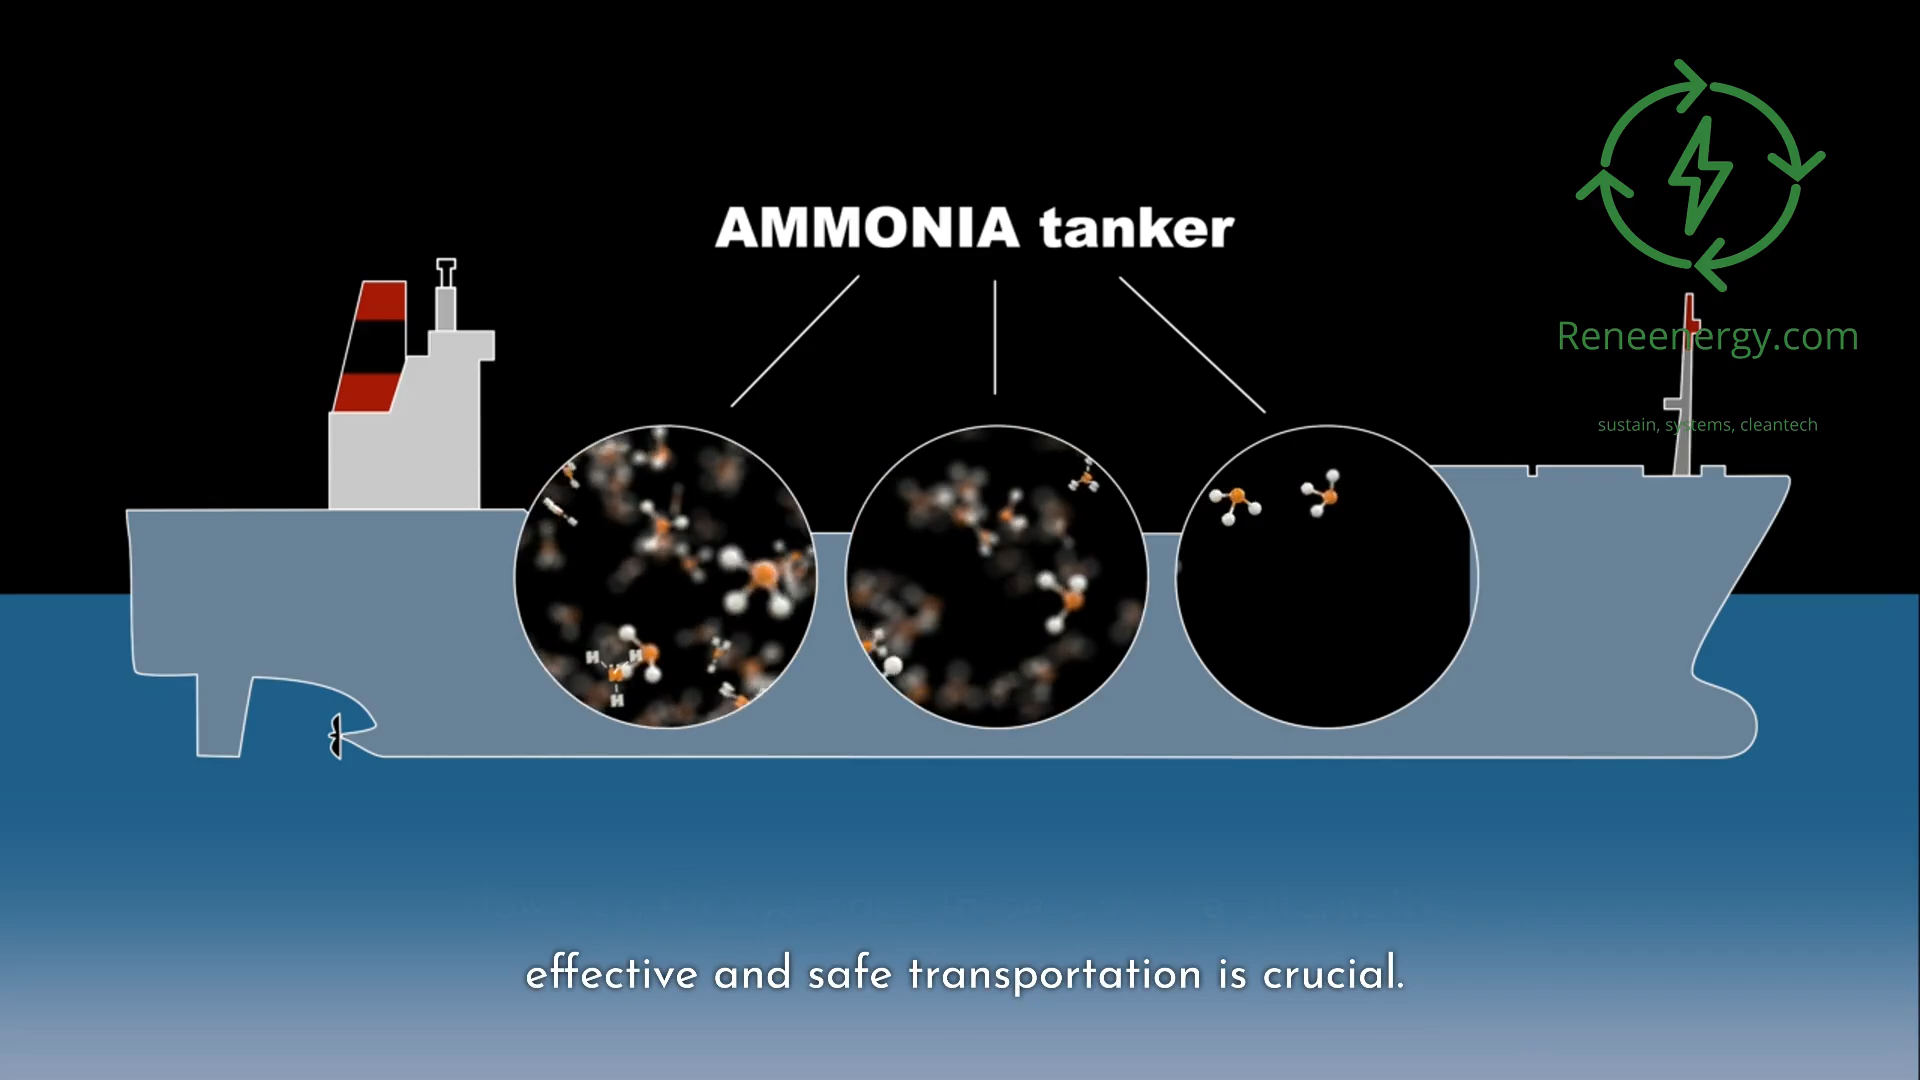 AMMONIA tanker
Reneenergy.com
sustain, systems, cleantech
H H
H
effective and safe transportation is crucial.